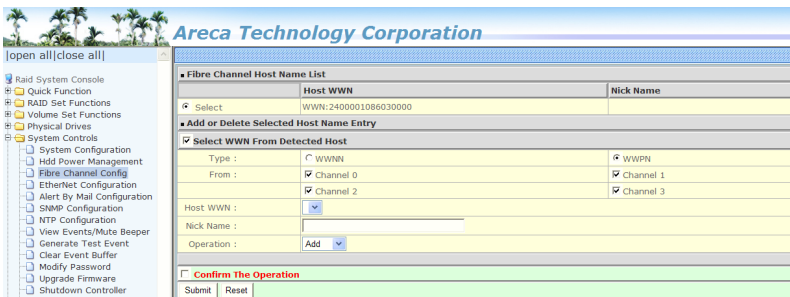 Areca Technology Corporation
|open all|close all|
Raid System Console
Quick Function
RAID Set Functions
Volume Set Functions
Physical Drives
System Controls
System Configuration
Hdd Power Management
Fibre Channel Config
EtherNet Configuration
Alert By Mail Configuration
SNMP Configuration
NTP Configuration
View Events/Mute Beeper
Generate Test Event
Clear Event Buffer
Modify Password
Upgrade Firmware
Shutdown Controller
Fibre Channel Host Name List
Host WWN Nick Name
Select WWN:2400001086030000
Add or Delete Selected Host Name Entry
Select WWN From Detected Host
Type : WWNN WWPN
From : Channel 0 Channel 1
Channel 2 Channel 3
Host WWN :
Nick Name :
Operation : Add
Confirm The Operation
Submit Reset